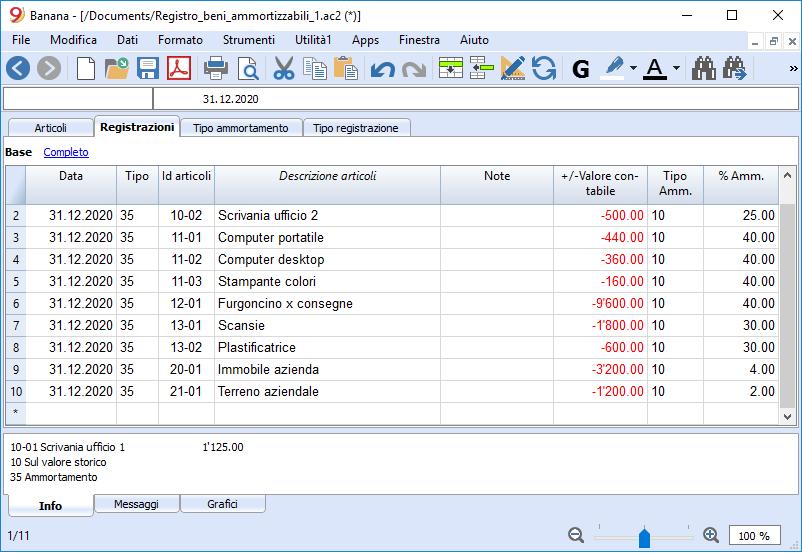 Banana - [/Documents/Registro_beni_ammortizzabili_1.ac2 (*)]
File Modifica Dati Formato Strumenti Utilità1 Apps Finestra Aiuto
G A »
31.12.2020
Articoli Registrazioni Tipo ammortamento Tipo registrazione
Base Completo
Data Tipo Id articoli Descrizione articoli Note +/-Valore con-tabile Tipo Amm. % Amm.
2 31.12.2020 35 10-02 Scrivania ufficio 2 -500.00 10 25.00
3 31.12.2020 35 11-01 Computer portatile -440.00 10 40.00
4 31.12.2020 35 11-02 Computer desktop -360.00 10 40.00
5 31.12.2020 35 11-03 Stampante colori -160.00 10 40.00
6 31.12.2020 35 12-01 Furgoncino x consegne -9'600.00 10 40.00
7 31.12.2020 35 13-01 Scansie -1'800.00 10 30.00
8 31.12.2020 35 13-02 Plastificatrice -600.00 10 30.00
9 31.12.2020 35 20-01 Immobile azienda -3'200.00 10 4.00
10 31.12.2020 35 21-01 Terreno aziendale -1'200.00 10 2.00
*
10-01 Scrivania ufficio 1 1'125.00
10 Sul valore storico
35 Ammortamento
Info Messaggi Grafici
1/11 100 %